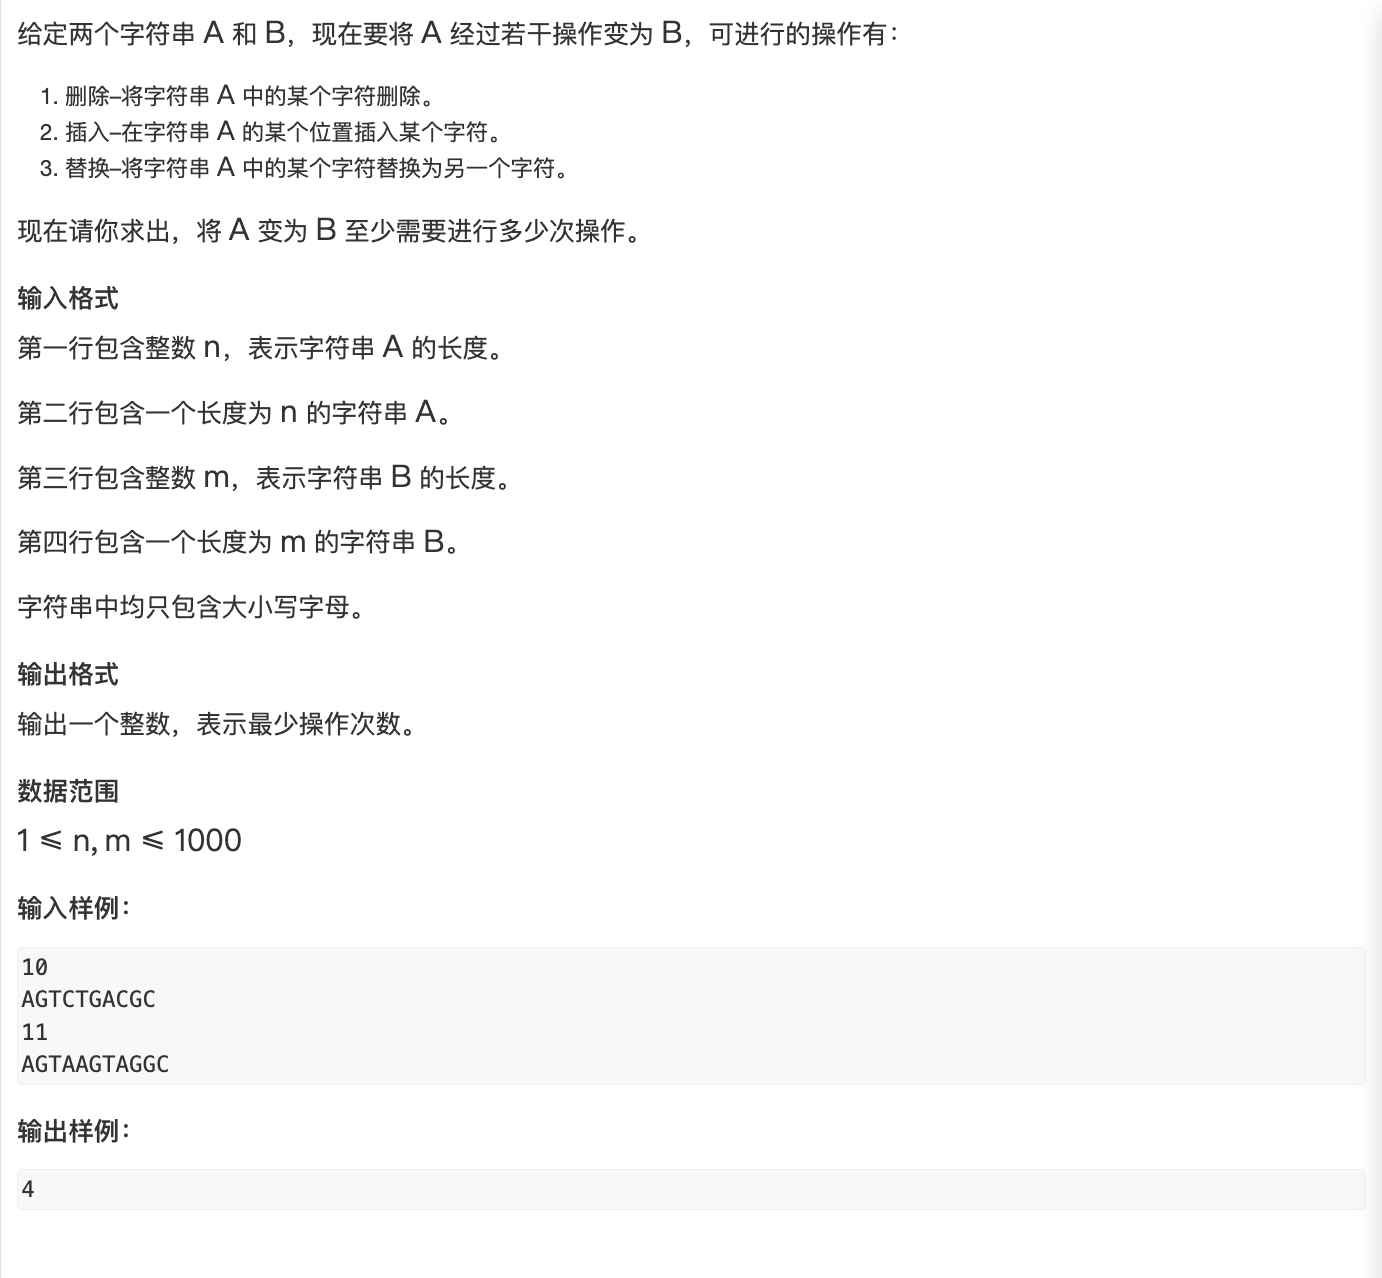 给定两个字符串 A 和 B，现在要将 A 经过若干操作变为 B，可进行的操作有：
1. 删除–将字符串 A 中的某个字符删除。
2. 插入–在字符串 A 的某个位置插入某个字符。
3. 替换–将字符串 A 中的某个字符替换为另一个字符。
现在请你求出，将 A 变为 B 至少需要进行多少次操作。
输入格式
第一行包含整数 n，表示字符串 A 的长度。
第二行包含一个长度为 n 的字符串 A。
第三行包含整数 m，表示字符串 B 的长度。
第四行包含一个长度为 m 的字符串 B。
字符串中均只包含大小写字母。
输出格式
输出一个整数，表示最少操作次数。
数据范围
1 ⩽ n, m ⩽ 1000
输入样例：
10
AGTCTGACGC
11
AGTAAGTAGGC
输出样例：
4